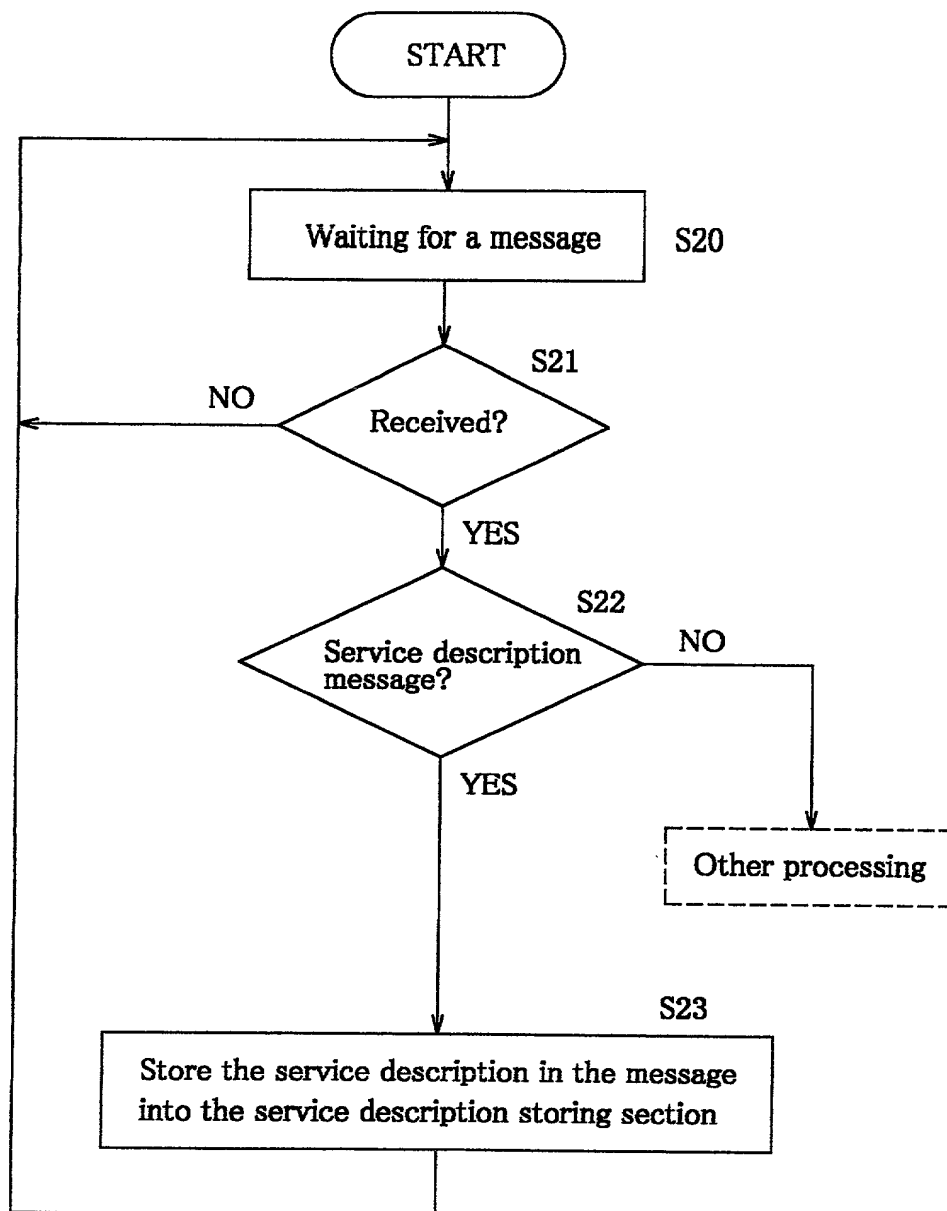 START
Waiting for a message
S20
S21
NO
Received?
YES
S22
NO
Service description
message?
YES
Other processing
S23
Store the service description in the message
into the service description storing section